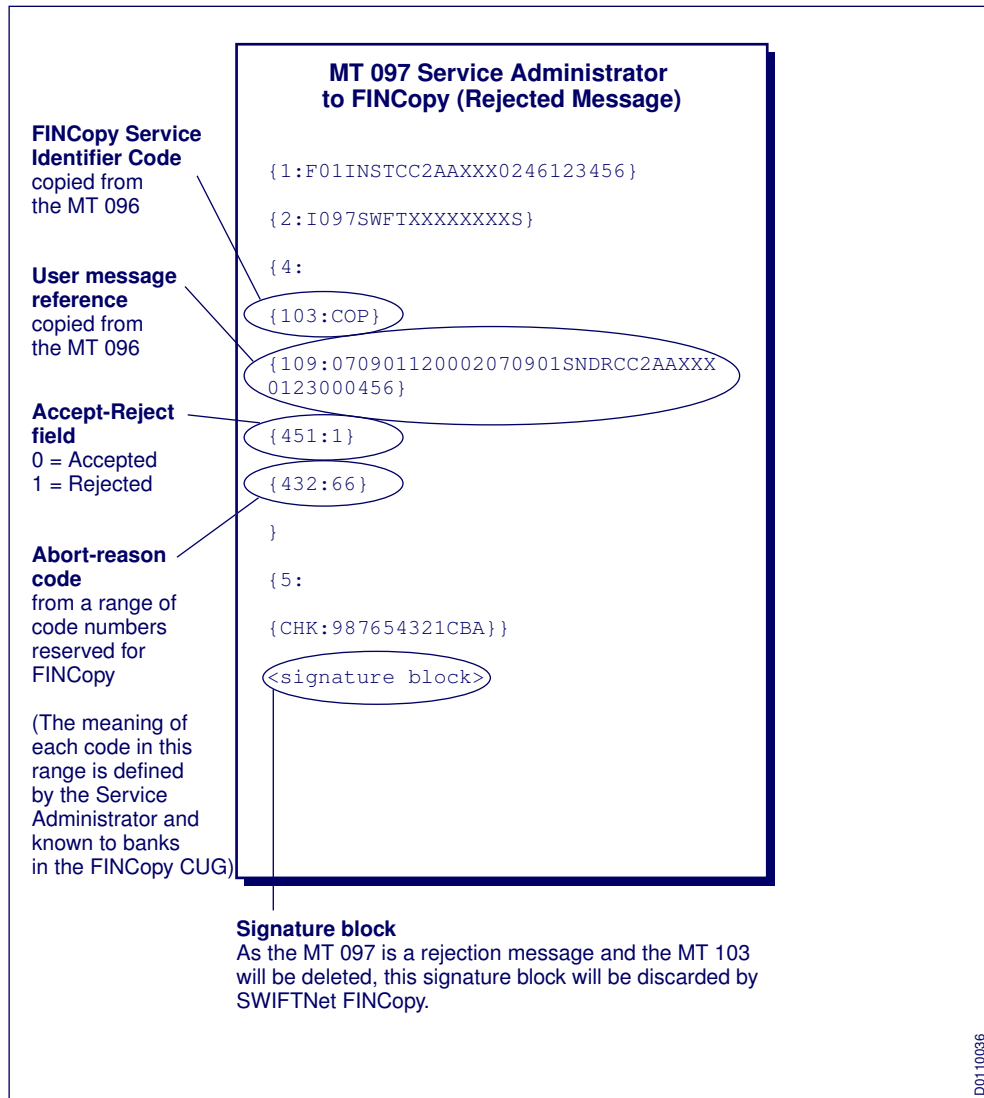 MT 097 Service Administrator
to FINCopy (Rejected Message)
FINCopy Service
Identifier Code
copied from
the MT 096
User message
reference
copied from
the MT 096
Accept-Reject
field
0 = Accepted
1 = Rejected
Abort-reason
code
from a range of
code numbers
reserved for
FINCopy
(The meaning of
each code in this
range is defined
by the Service
Administrator and
known to banks
in the FINCopy CUG)
{1:F01INSTCC2AAXXX0246123456}
{2:I097SWFTXXXXXXXXS}
{4:
{103:COP}
{109:070901120002070901SNDRCC2AAXXX
0123000456}
{451:1}
{432:66}
}
{5:
{CHK:987654321CBA}}
<signature block>
Signature block
As the MT 097 is a rejection message and the MT 103
will be deleted, this signature block will be discarded by
SWIFTNet FINCopy.
D0110036